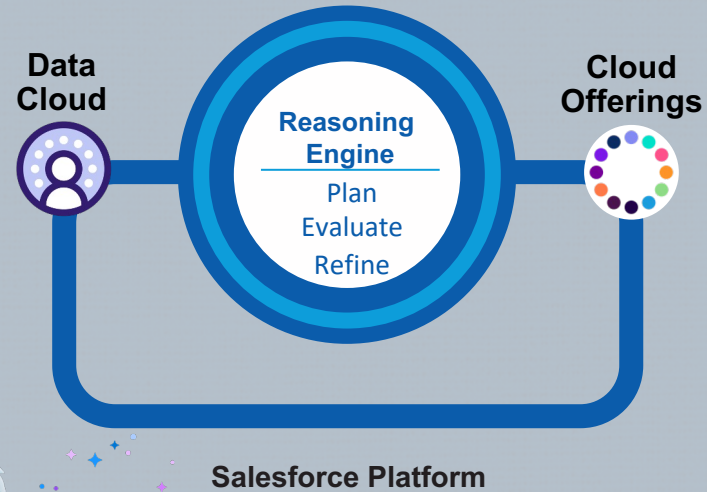 Data
Cloud
Cloud
Offerings
Reasoning
Engine
Plan
Evaluate
Refine
Salesforce Platform